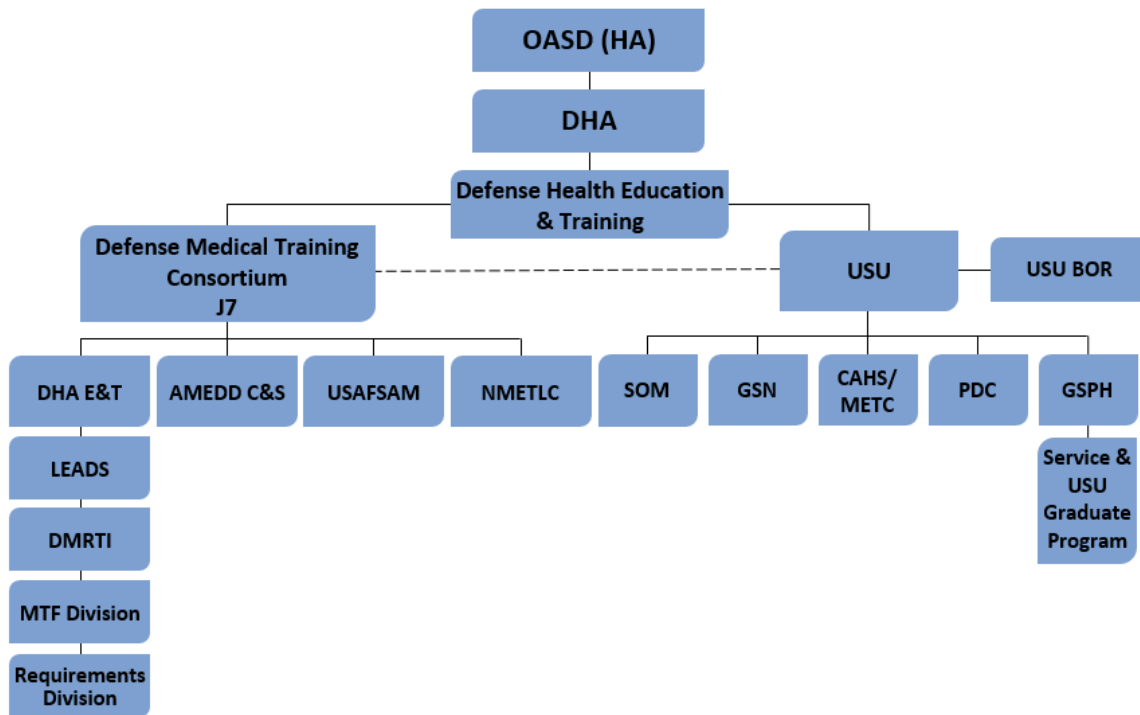 OASD (HA)
DHA
Defense Health Education
& Training
Defense Medical Training
Consortium
J7
USU
USU BOR
DHA E&T
AMEDD C&S
USAFSAM
NMETLC
SOM
GSN
CAHS/
METC
PDC
GSPH
LEADS
Service &
USU
Graduate
Program
DMRTI
MTF Division
Requirements
Division